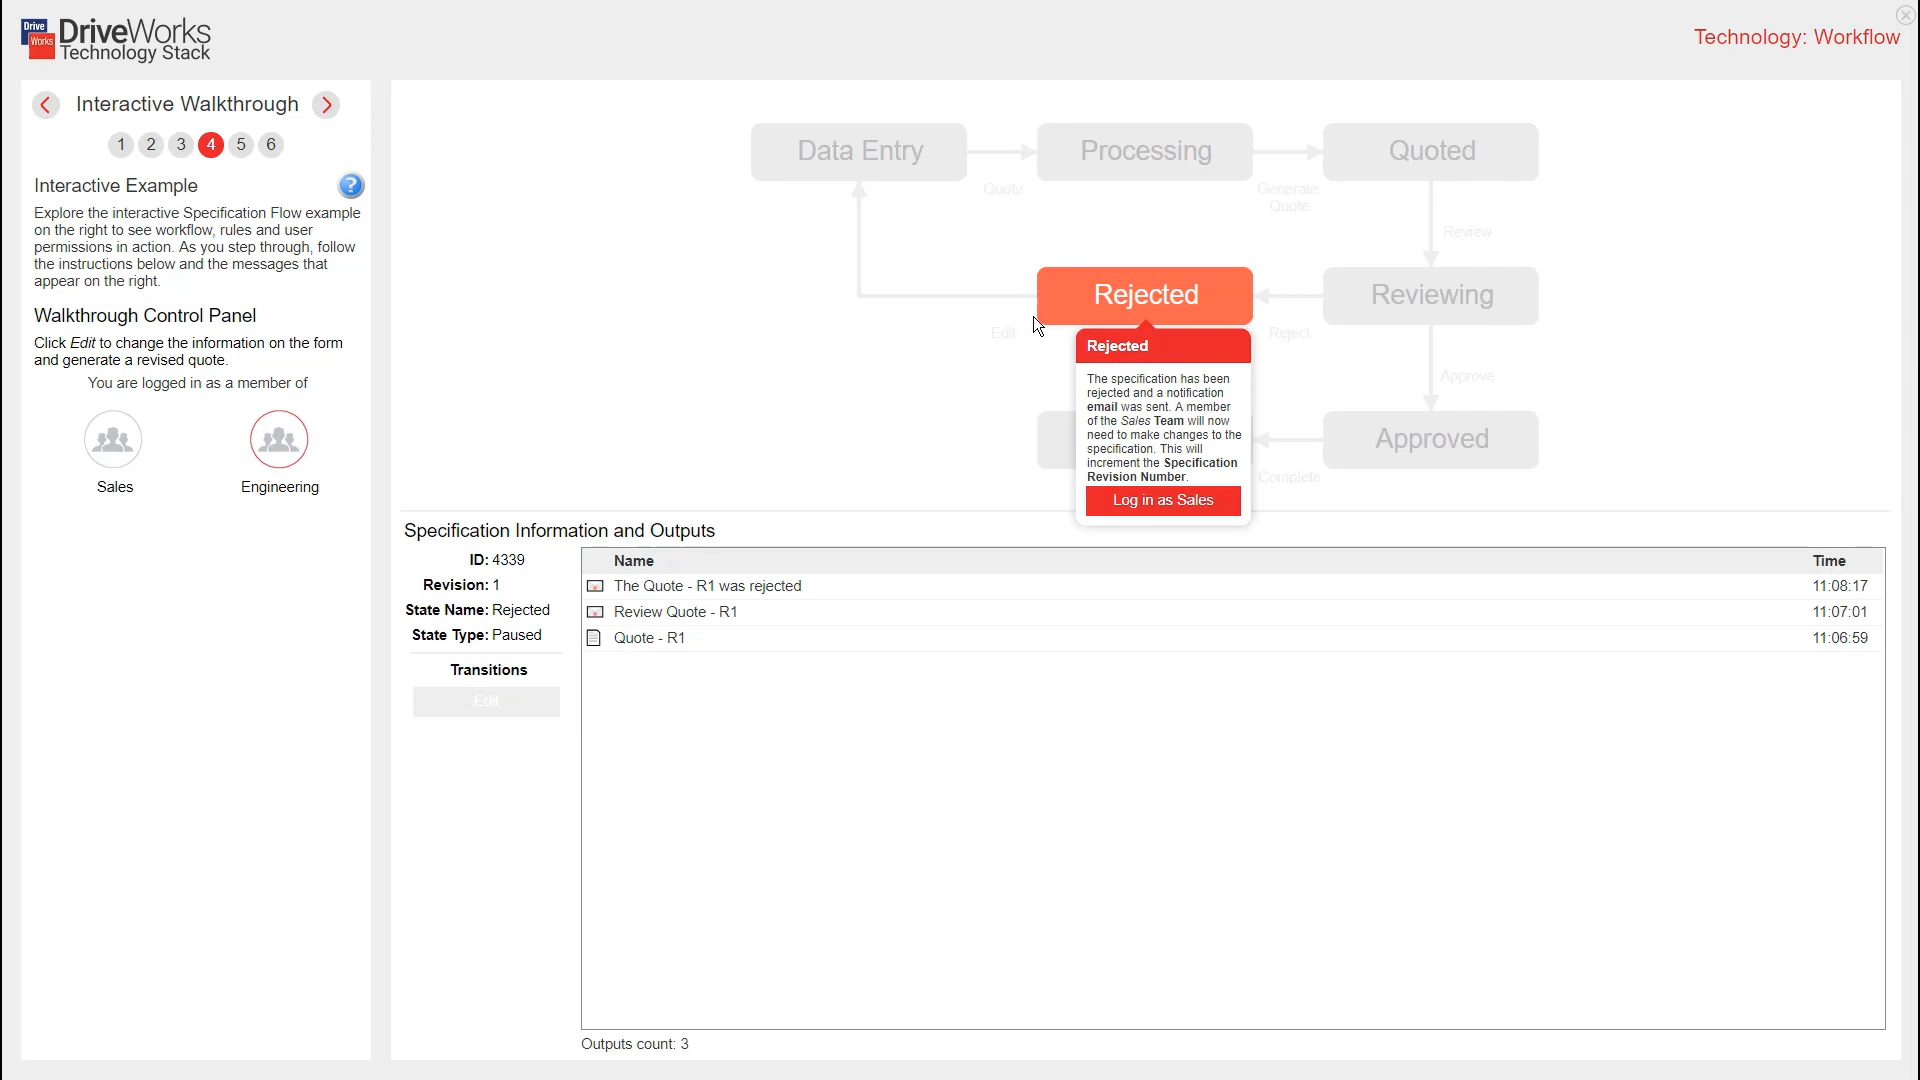 Drive
Works
DriveWorks
Technology Stack
Technology: Workflow
Interactive Walkthrough
1 2 3 4 5 6
Interactive Example
?
Explore the interactive Specification Flow example
on the right to see workflow, rules and user
permissions in action. As you step through, follow
the instructions below and the messages that
appear on the right.
Walkthrough Control Panel
Click Edit to change the information on the form
and generate a revised quote.
You are logged in as a member of
Sales
Engineering
Data Entry
Processing
Quoted
Quote
Generate
Quote
Review
Rejected
Reviewing
Edit
Reject
Approve
Approved
Complete
Rejected
The specification has been
rejected and a notification
email was sent. A member
of the Sales Team will now
need to make changes to the
specification. This will
increment the Specification
Revision Number.
Log in as Sales
Specification Information and Outputs
ID: 4339
Revision: 1
State Name: Rejected
State Type: Paused
Transitions
Edit
Name Time
The Quote - R1 was rejected 11:08:17
Review Quote - R1 11:07:01
Quote - R1 11:06:59
Outputs count: 3